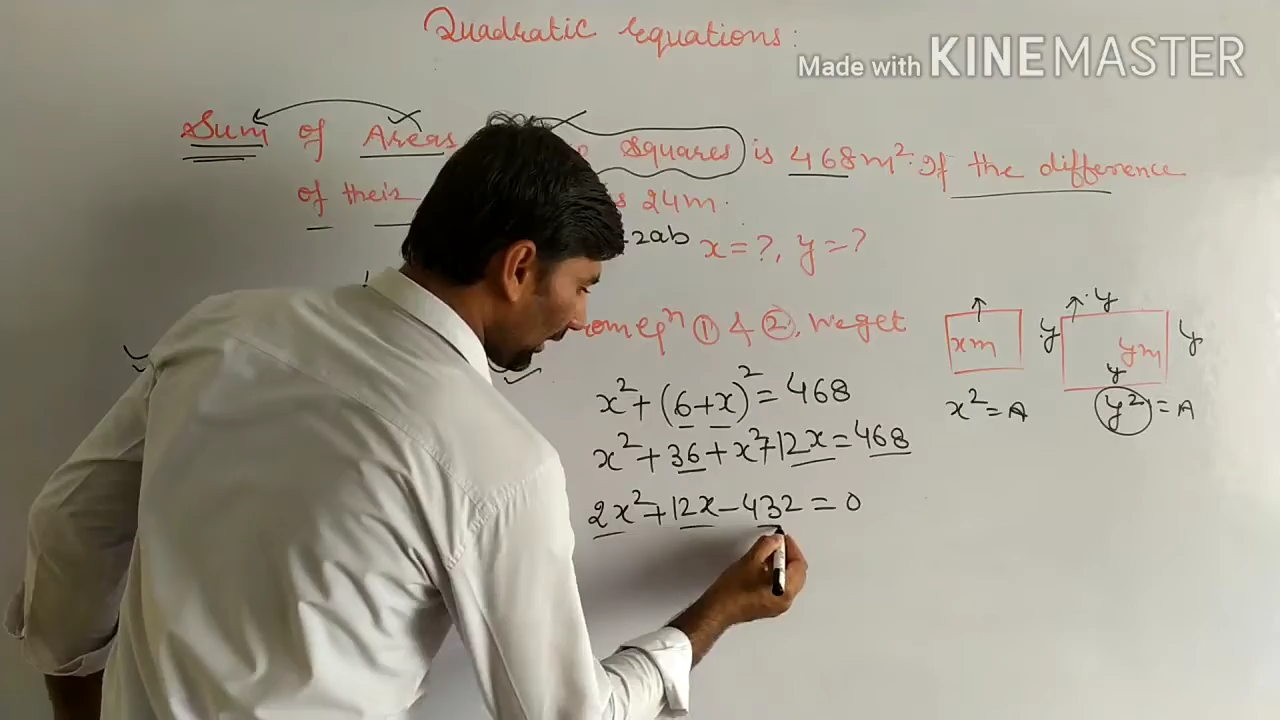 Quadratic Equations:
Made with KINEMASTER
Sum of Areas Squares is 468m². If the difference
of their 24m.
2ab x=?, y=?
eqⁿ ① & ②, We get
x² + (6+x)² = 468
x² + 36 + x² + 12x = 468
2x² + 12x - 432 = 0
xm
x² = A
y
y
y
ym
y
y² = A